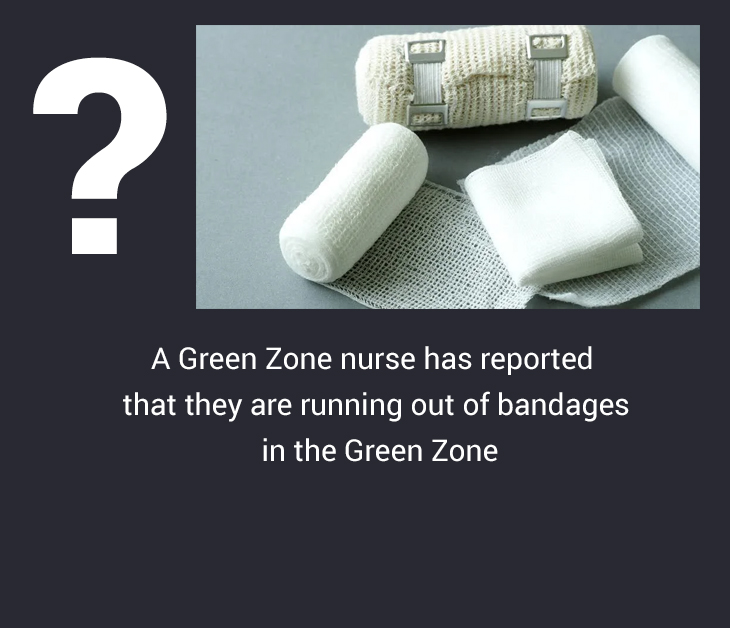 ?
A Green Zone nurse has reported
that they are running out of bandages
in the Green Zone